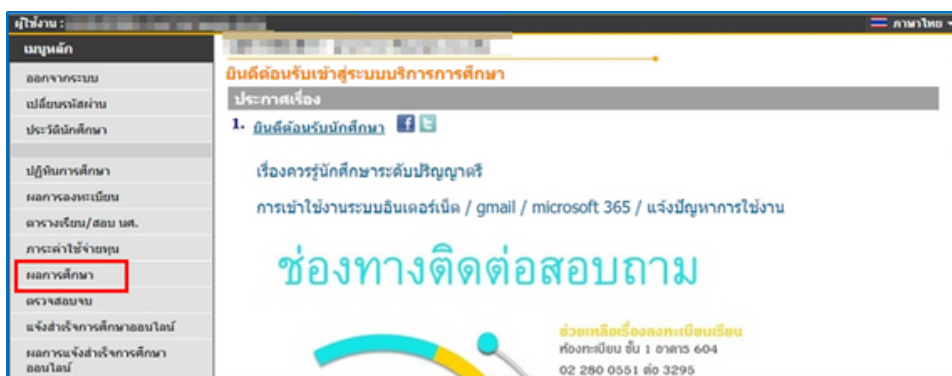 ผู้ใช้งาน :
ภาษาไทย
เมนูหลัก
ออกจากระบบ
เปลี่ยนรหัสผ่าน
ประวัตินักศึกษา
ปฏิทินการศึกษา
ผลการลงทะเบียน
ตารางเรียน/สอบ นศ.
ภาระค่าใช้จ่ายทุน
ผลการศึกษา
ตรวจสอบจบ
แจ้งสำเร็จการศึกษาออนไลน์
ผลการแจ้งสำเร็จการศึกษา
ออนไลน์
ยินดีต้อนรับเข้าสู่ระบบบริการการศึกษา
ประกาศเรื่อง
1. ยินดีต้อนรับนักศึกษา
เรื่องควรรู้นักศึกษาระดับปริญญาตรี
การเข้าใช้งานระบบอินเตอร์เน็ต / gmail / microsoft 365 / แจ้งปัญหาการใช้งาน
ช่องทางติดต่อสอบถาม
ช่วยเหลือเรื่องลงทะเบียนเรียน
ห้องทะเบียน ชั้น 1 อาคาร 604
02 280 0551 ต่อ 3295